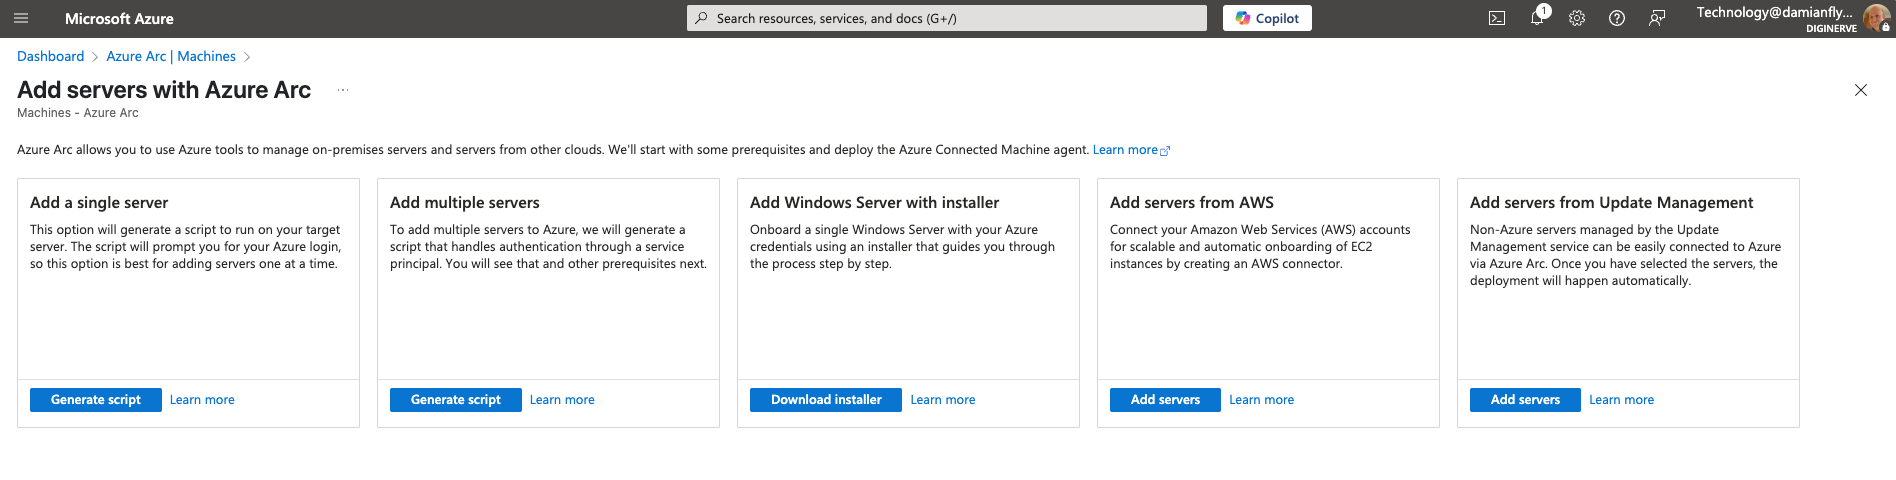 Microsoft Azure
Search resources, services, and docs (G+/)
Copilot
1
Technology@damianfly...
DIGINERVE
Dashboard > Azure Arc | Machines >
Add servers with Azure Arc ...
Machines - Azure Arc
Azure Arc allows you to use Azure tools to manage on-premises servers and servers from other clouds. We'll start with some prerequisites and deploy the Azure Connected Machine agent. Learn more
Add a single server
This option will generate a script to run on your target
server. The script will prompt you for your Azure login,
so this option is best for adding servers one at a time.
Generate script Learn more
Add multiple servers
To add multiple servers to Azure, we will generate a
script that handles authentication through a service
principal. You will see that and other prerequisites next.
Generate script Learn more
Add Windows Server with installer
Onboard a single Windows Server with your Azure
credentials using an installer that guides you through
the process step by step.
Download installer Learn more
Add servers from AWS
Connect your Amazon Web Services (AWS) accounts
for scalable and automatic onboarding of EC2
instances by creating an AWS connector.
Add servers Learn more
Add servers from Update Management
Non-Azure servers managed by the Update
Management service can be easily connected to Azure
via Azure Arc. Once you have selected the servers, the
deployment will happen automatically.
Add servers Learn more